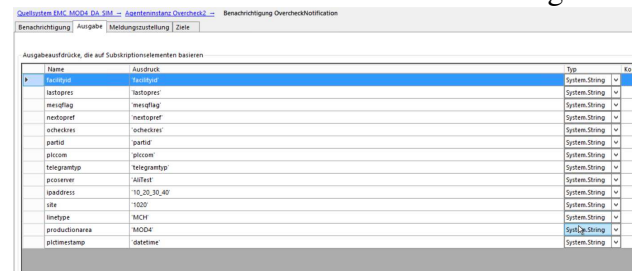 Quellsystem EMC_MOD4_DA_SIM → Agenteninstanz Overcheck2 → Benachrichtigung OvercheckNotification
Benachrichtigung Ausgabe Meldungszustellung Ziele
Ausgabeausdrücke, die auf Subskriptionselementen basieren
Name Ausdruck Typ Ko
facilityid 'facilityid' System.String
lastopres 'lastopres' System.String
mesqflag 'mesqflag' System.String
nextopref 'nextopref' System.String
ocheckres 'ocheckres' System.String
partid 'partid' System.String
plccom 'plccom' System.String
telegramtyp 'telegramtyp' System.String
pcoserver 'AliTest' System.String
ipaddress '10_20_30_40' System.String
site '1020' System.String
linetype 'MCH' System.String
productionarea 'MOD4' System.String
plctimestamp 'datetime' System.String